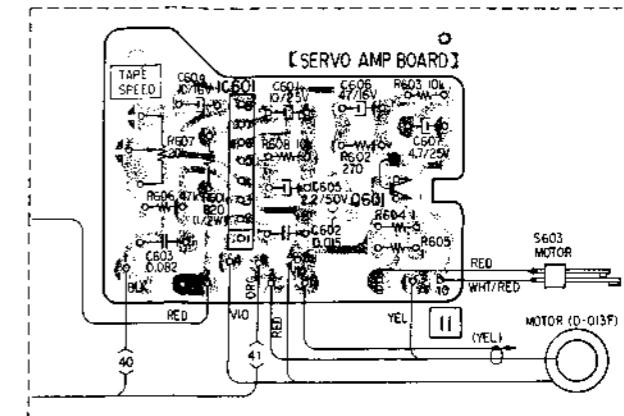 [SERVO AMP BOARD]
TAPE
SPEED
C604
10/16V
IC601
C601
10/25V
C606
47/16V
R603 10k
R607
20k
R608 10k
R602
270
C607
4.7/25V
R606 47k
R601
820
(1/2W)
C605
2.2/50V
Q601
C602
0.015
R604
R605
C603
0.082
BLK
RED
VIO
ORG
RED
YEL
11
RED
WHT/RED
S603
MOTOR
(YEL)
MOTOR (D-013F)
40
41